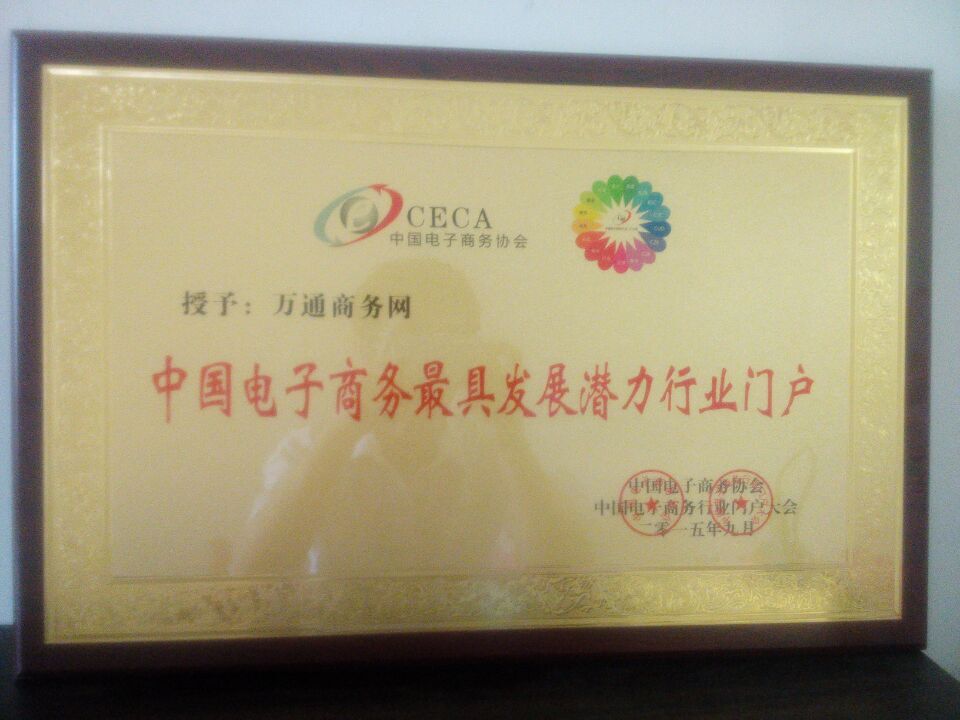 CECA
中国电子商务协会
授予：万通商务网
中国电子商务最具发展潜力行业门户
中国电子商务协会
中国电子商务行业门户大会
二零一五年九月